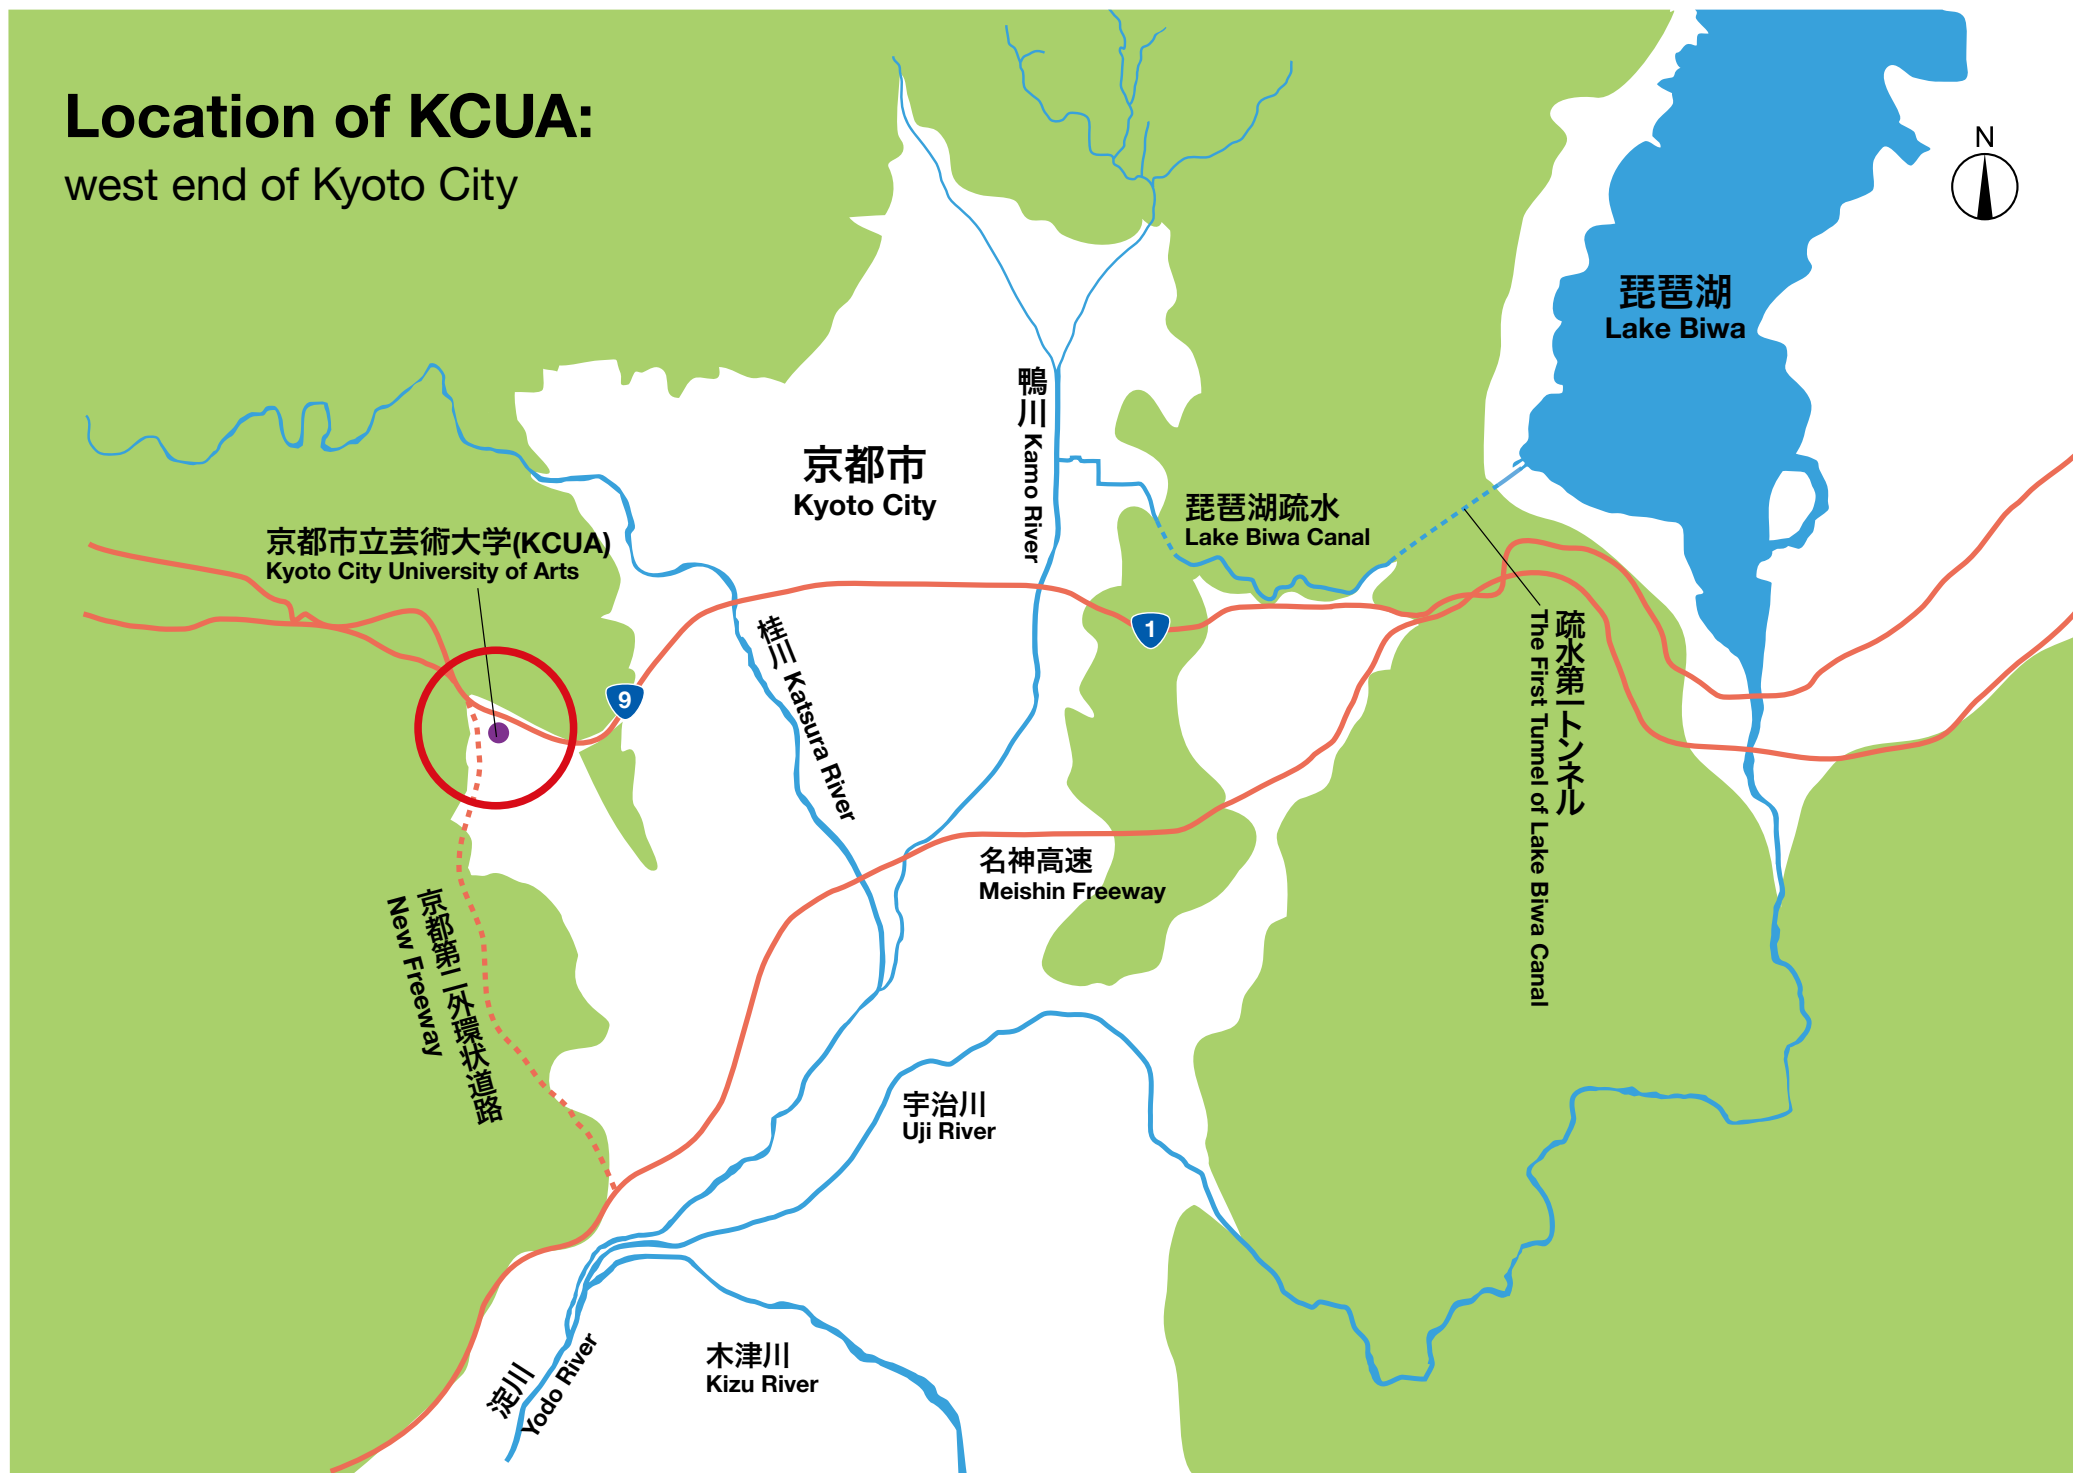 Location of KCUA:
west end of Kyoto City
N
琵琶湖
Lake Biwa
鴨川 Kamo River
京都市
Kyoto City
琵琶湖疏水
Lake Biwa Canal
京都市立芸術大学(KCUA)
Kyoto City University of Arts
1
9
桂川 Katsura River
疏水第一トンネル
The First Tunnel of Lake Biwa Canal
名神高速
Meishin Freeway
京都第二外環状道路
New Freeway
宇治川
Uji River
木津川
Kizu River
淀川
Yodo River